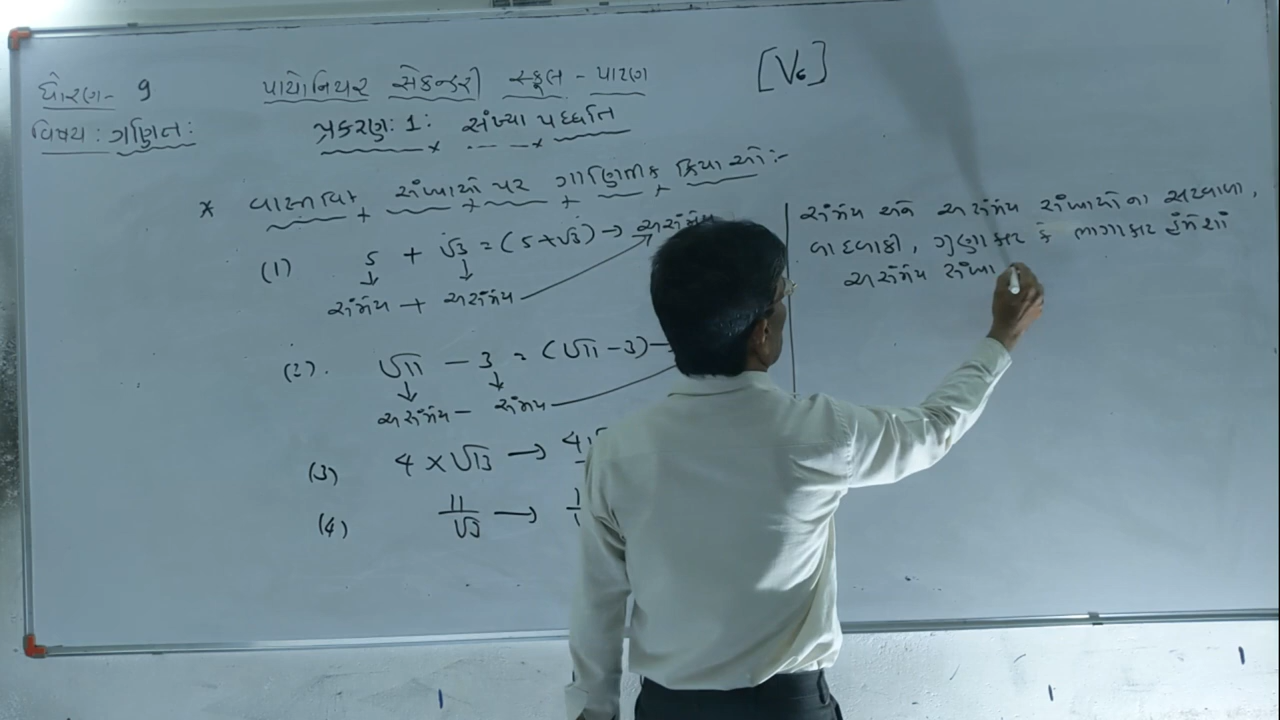 ધોરણ- 9
પાયોનિયર સેકન્ડરી સ્કૂલ - પાટણ
[V6]
વિષય : ગણિત :
પ્રકરણ: 1: સંખ્યા પદ્ધતિ
* વાસ્તવિક સંખ્યાઓ પર ગાણિતીક ક્રિયાઓ :-
(1) 5 + √3 = (5+√3) → અસંમેય
સંમેય + અસંમેય
(2). √11 - 3 = (√11 - 3)
અસંમેય - સંમેય
(3) 4 × √13 → 4√
(4) 11/√3 →
સંમેય અને અસંમેય સંખ્યાઓના સરવાળા,
બાદબાકી, ગુણાકાર કે ભાગાકાર હંમેશાં
અસંમેય સંખ્યા